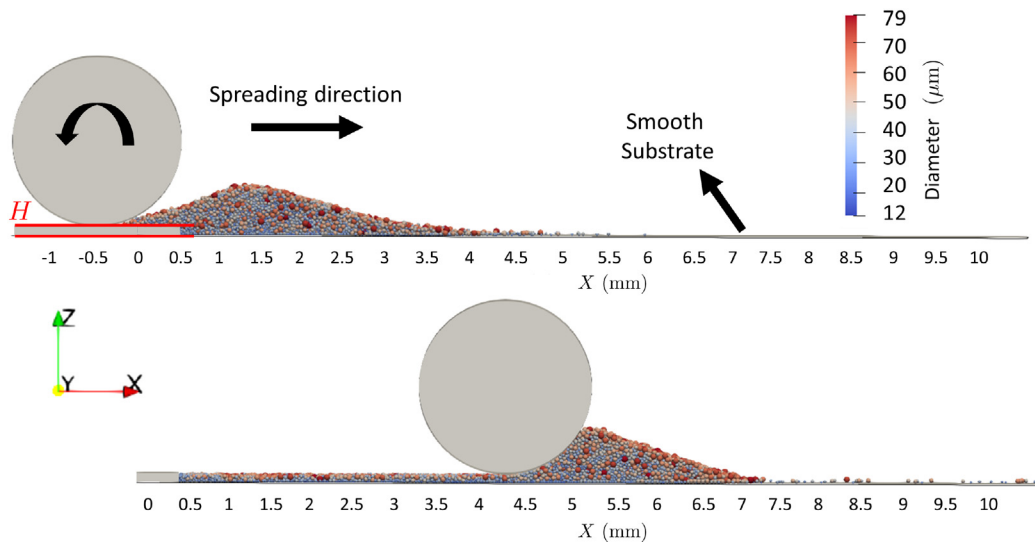 79
70
60
50
40
30
20
12
Diameter (μm)
Spreading direction
Smooth
Substrate
H
-1 -0.5 0 0.5 1 1.5 2 2.5 3 3.5 4 4.5 5 5.5 6 6.5 7 7.5 8 8.5 9 9.5 10
X (mm)
Z
Y X
0 0.5 1 1.5 2 2.5 3 3.5 4 4.5 5 5.5 6 6.5 7 7.5 8 8.5 9 9.5 10
X (mm)